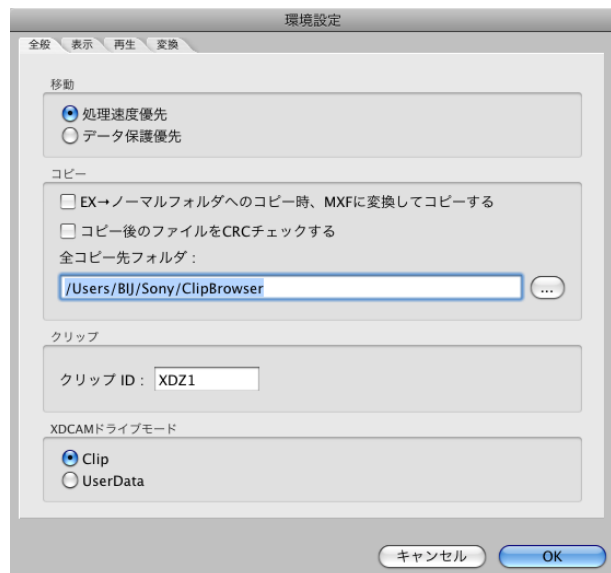 環境設定
全般 表示 再生 変換
移動
処理速度優先
データ保護優先
コピー
EX→ノーマルフォルダへのコピー時、MXFに変換してコピーする
コピー後のファイルをCRCチェックする
全コピー先フォルダ：
/Users/BIJ/Sony/ClipBrowser ...
クリップ
クリップ ID： XDZ1
XDCAMドライブモード
Clip
UserData
キャンセル OK